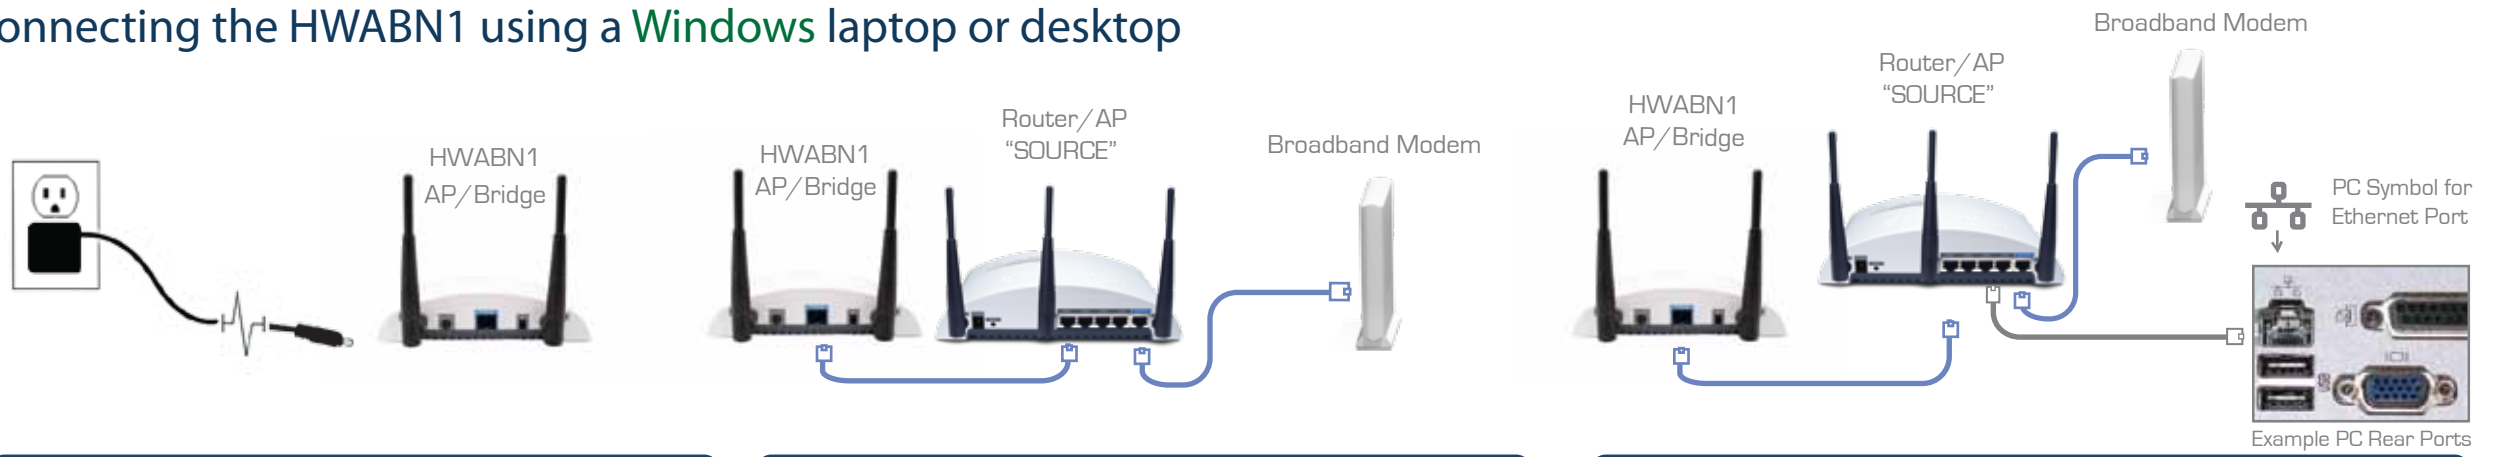 onnecting the HWABN1 using a Windows laptop or desktop
HWABN1
AP/Bridge
HWABN1
AP/Bridge
Router/AP
“SOURCE”
Broadband Modem
HWABN1
AP/Bridge
Router/AP
“SOURCE”
Broadband Modem
PC Symbol for
Ethernet Port
USB
Example PC Rear Ports